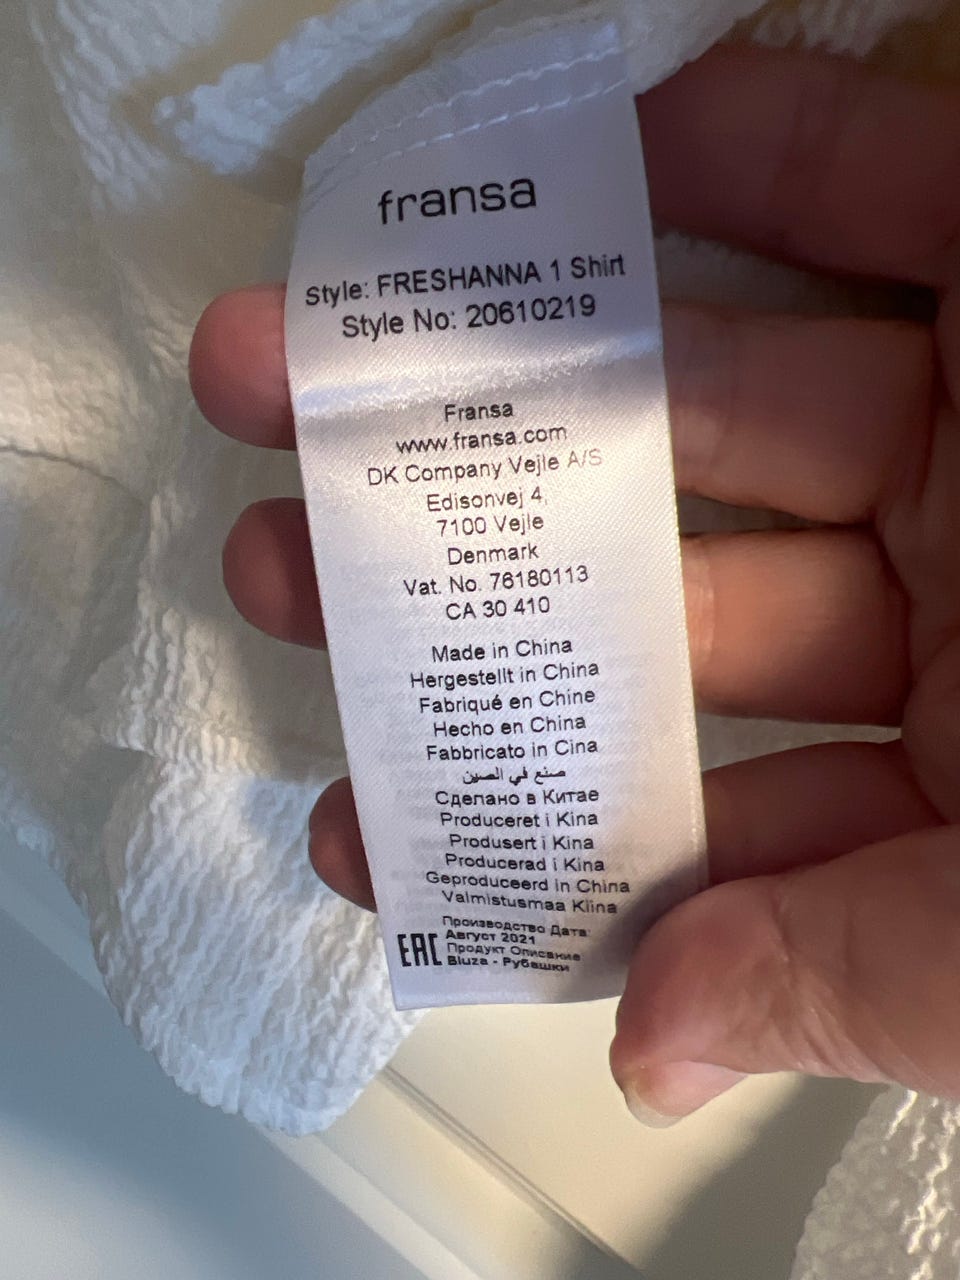 fransa
Style: FRESHANNA 1 Shirt
Style No: 20610219
Fransa
www.fransa.com
DK Company Vejle A/S
Edisonvej 4,
7100 Vejle
Denmark
Vat. No. 76180113
CA 30 410
Made in China
Hergestellt in China
Fabriqué en Chine
Hecho en China
Fabbricato in Cina
صنع في الصين
Сделано в Китае
Produceret i Kina
Produsert i Kina
Producerad i Kina
Geproduceerd in China
Valmistusmaa Kiina
Производство Дата:
Август 2021
Продукт Описание
Bluza - Рубашки
EAC